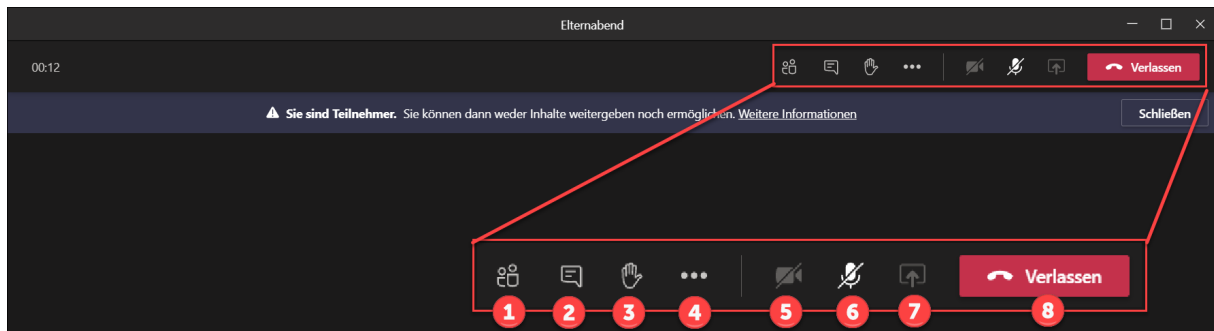 Elternabend
00:12
Verlassen
Sie sind Teilnehmer. Sie können dann weder Inhalte weitergeben noch ermöglichen. Weitere Informationen
Schließen
Verlassen
1 2 3 4 5 6 7 8